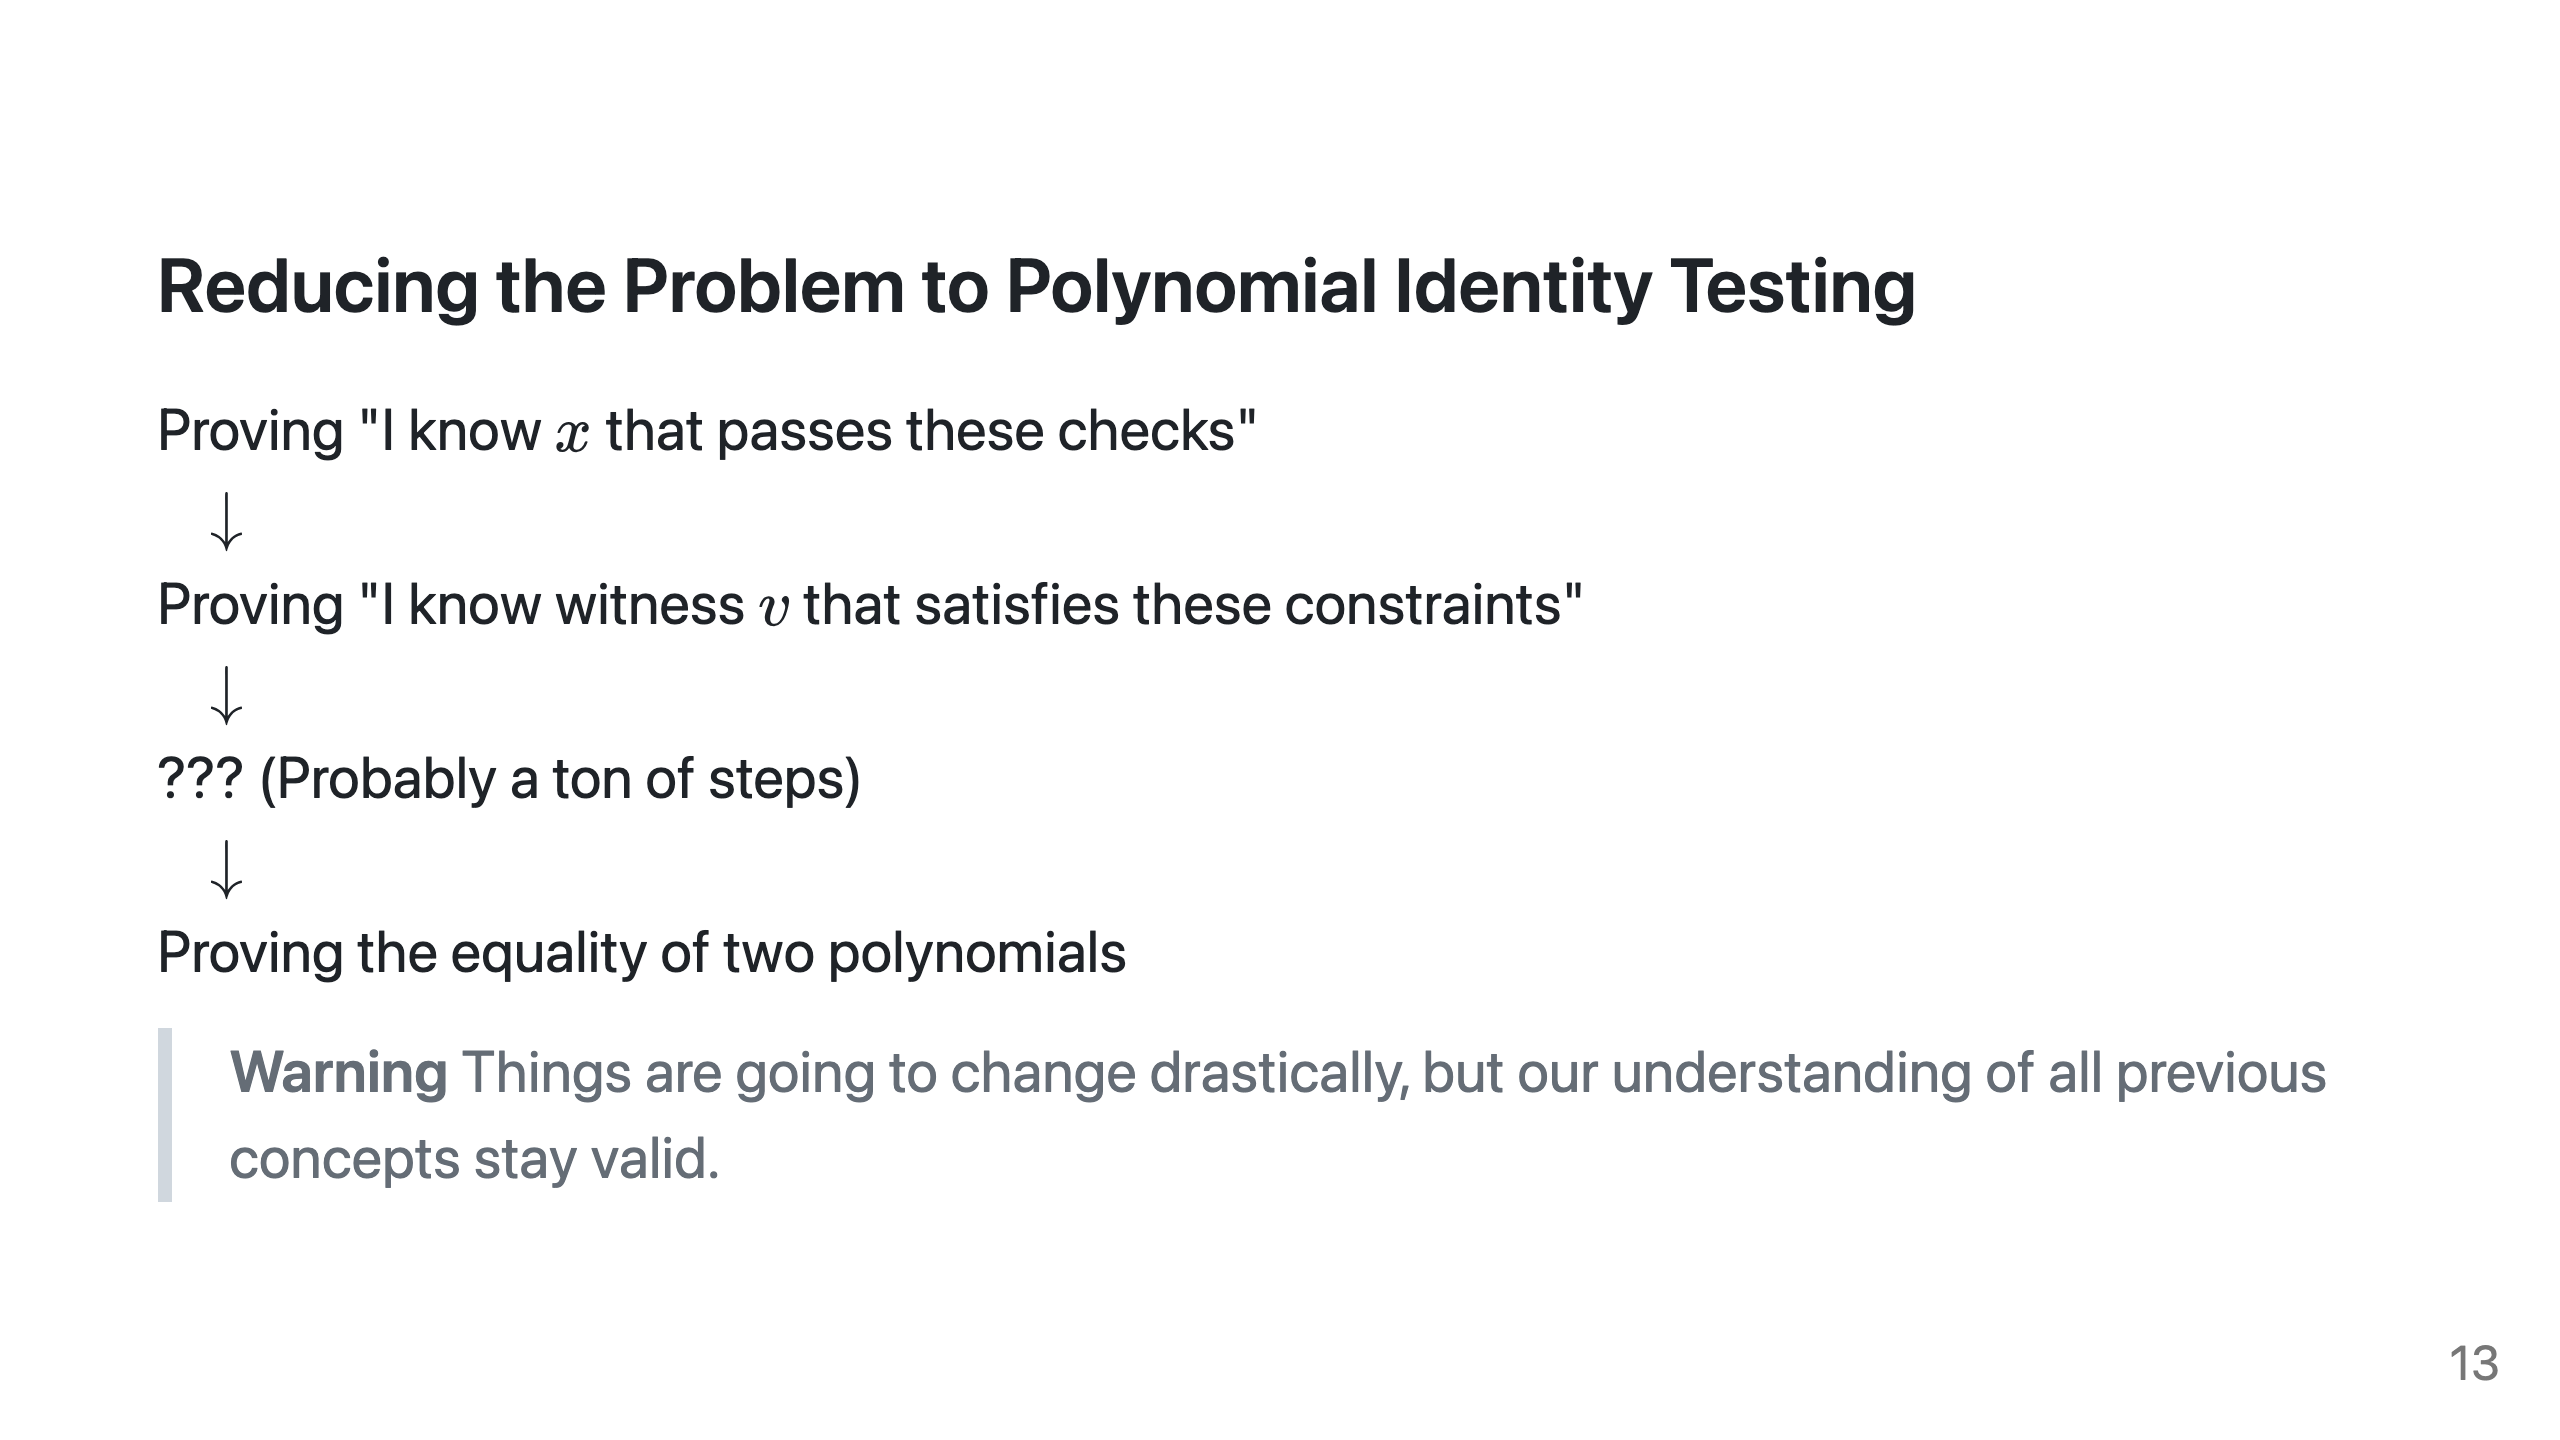 Reducing the Problem to Polynomial Identity Testing
Proving "I know x that passes these checks"
↓
Proving "I know witness v that satisfies these constraints"
↓
??? (Probably a ton of steps)
↓
Proving the equality of two polynomials
Warning Things are going to change drastically, but our understanding of all previous
concepts stay valid.
13